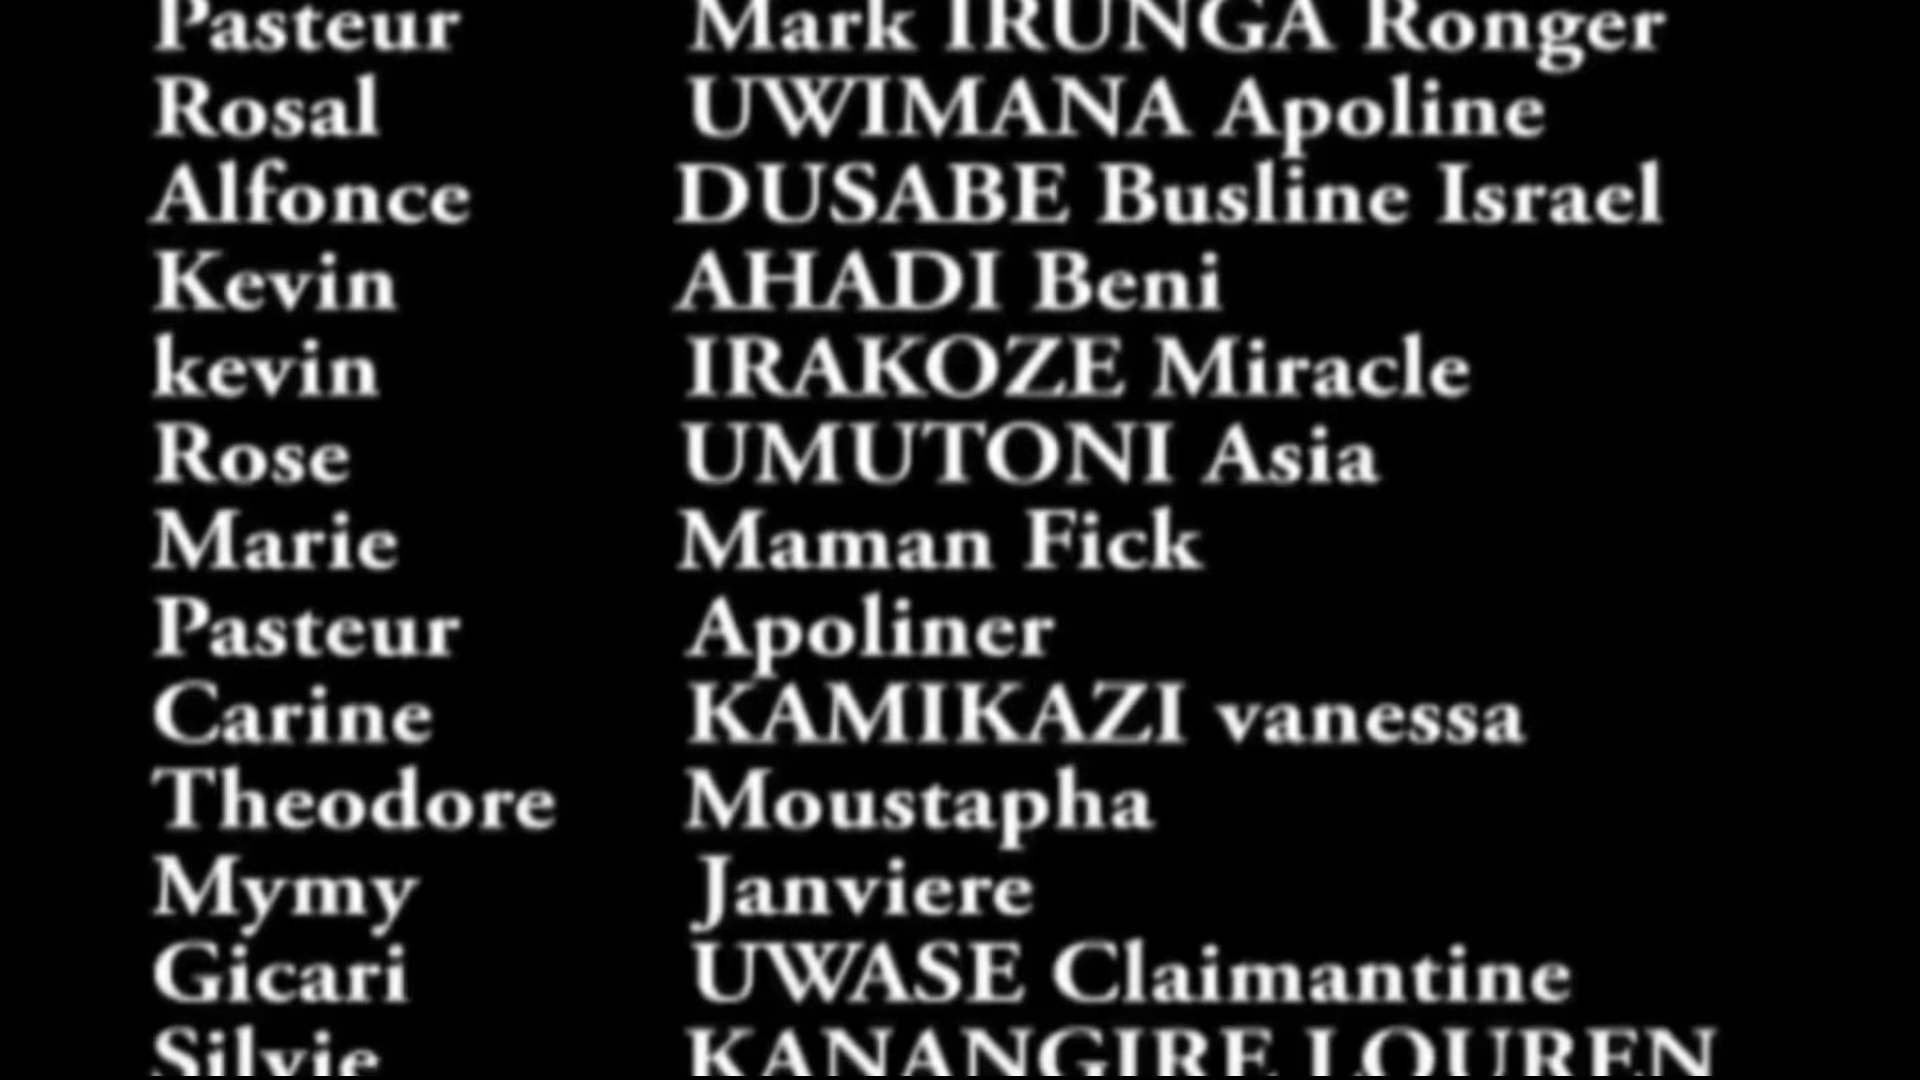 Pasteur Mark IRUNGA Ronger
Rosal UWIMANA Apoline
Alfonce DUSABE Busline Israel
Kevin AHADI Beni
kevin IRAKOZE Miracle
Rose UMUTONI Asia
Marie Maman Fick
Pasteur Apoliner
Carine KAMIKAZI vanessa
Theodore Moustapha
Mymy Janviere
Gicari UWASE Claimantine
Silvie KANANGIRE LOUREN